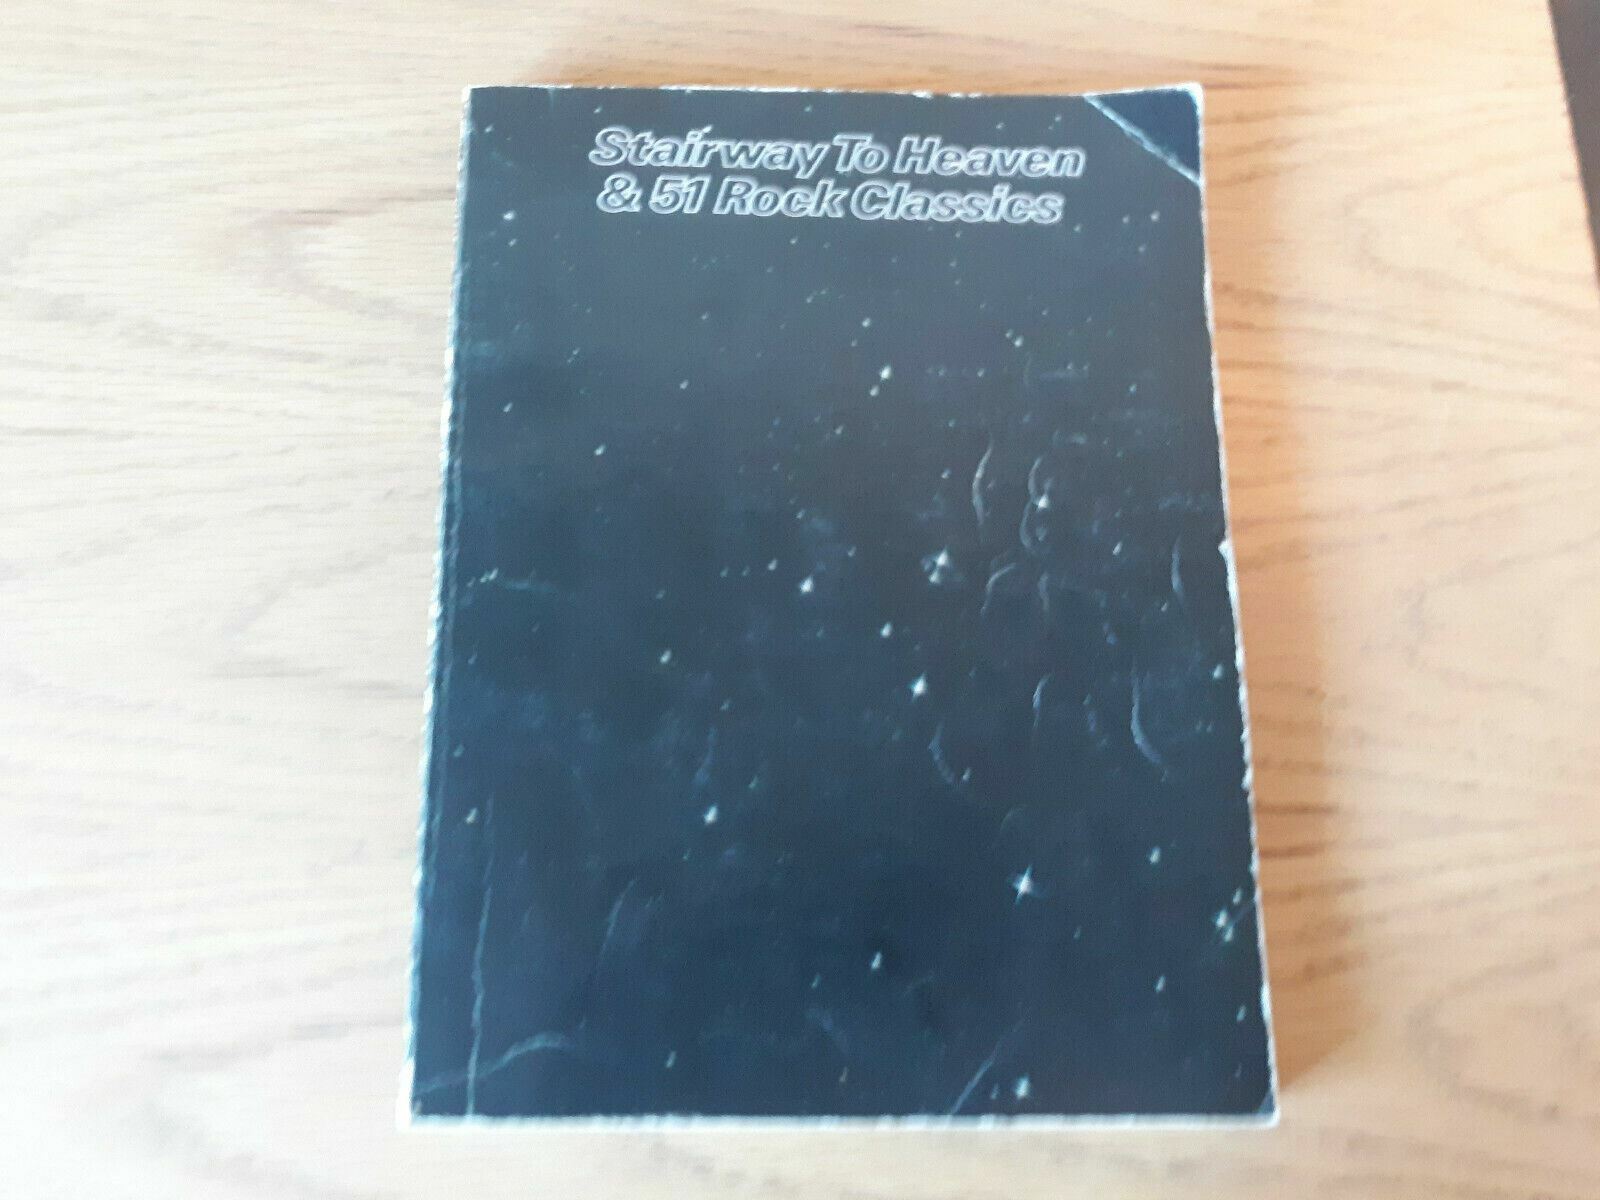 Stairway To Heaven
& 51 Rock Classics